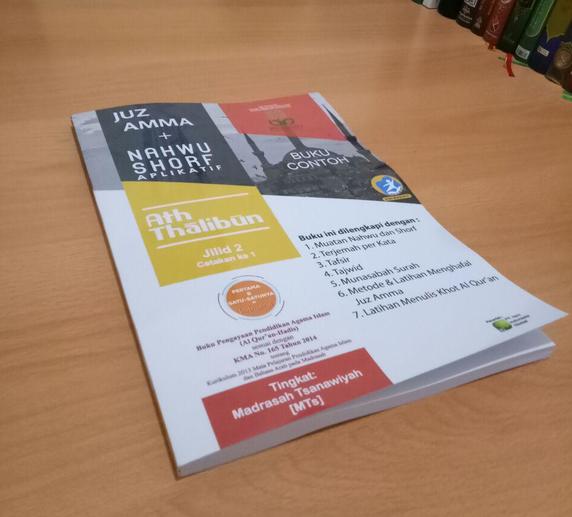 JUZ
AMMA
+
NAHWU
SHORF
APLIKATIF
BUKU
CONTOH
Ath
Thālibūn
Jilid 2
Cetakan ke 1
Buku ini dilengkapi dengan :
1. Muatan Nahwu dan Shorf
2. Terjemah per Kata
3. Tafsir
4. Tajwid
5. Munasabah Surah
6. Metode & Latihan Menghafal
Juz Amma
7. Latihan Menulis Khot Al Qur'an
PERTAMA
&
SATU-SATUNYA
Buku Pengayaan Pendidikan Agama Islam
(Al Qur'an-Hadis)
sesuai dengan
KMA No. 165 Tahun 2014
tentang
Kurikulum 2013 Mata Pelajaran Pendidikan Agama Islam
dan Bahasa Arab pada Madrasah
Tingkat:
Madrasah Tsanawiyah
[MTs]